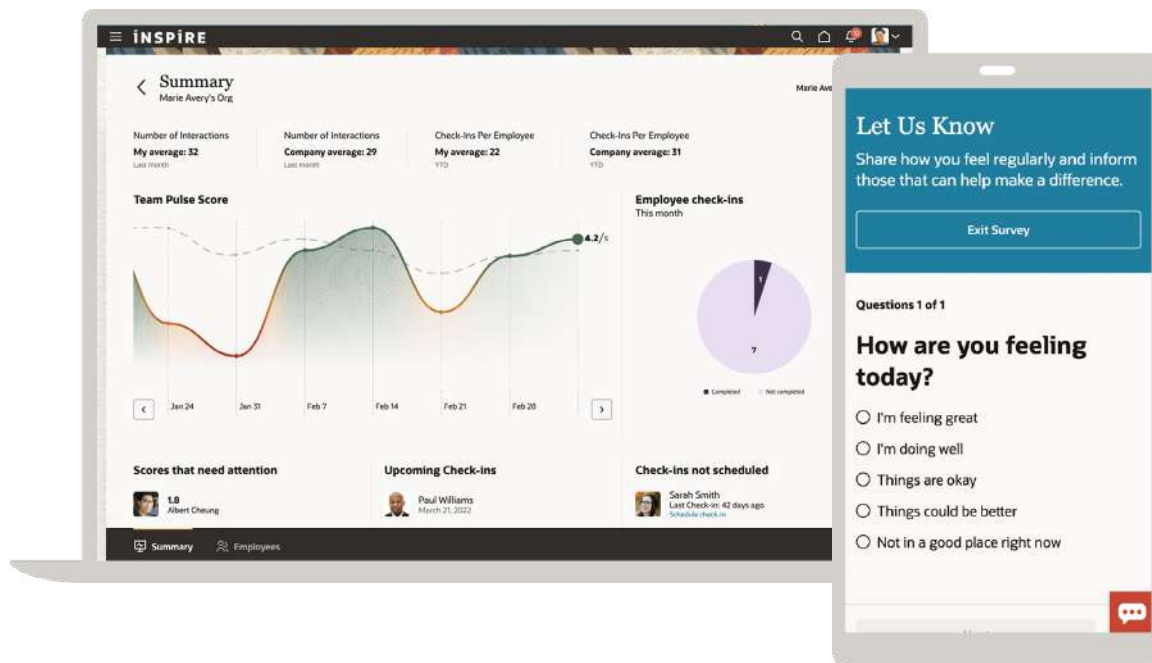 iNSPiRE
Summary
Marie Avery's Org
Marie Ave
Number of Interactions
My average: 32
Last month
Number of Interactions
Company average: 29
Last month
Check-Ins Per Employee
My average: 22
YTD
Check-Ins Per Employee
Company average: 31
YTD
Team Pulse Score
4.2/5
Jan 24
Jan 31
Feb 7
Feb 14
Feb 21
Feb 28
Employee check-ins
This month
1
7
Completed
Not completed
Scores that need attention
1.8
Albert Cheung
Upcoming Check-ins
Paul Williams
March 21, 2022
Check-ins not scheduled
Sarah Smith
Last Check-in: 42 days ago
Schedule check-in
Summary
Employees
Let Us Know
Share how you feel regularly and inform
those that can help make a difference.
Exit Survey
Questions 1 of 1
How are you feeling
today?
I'm feeling great
I'm doing well
Things are okay
Things could be better
Not in a good place right now